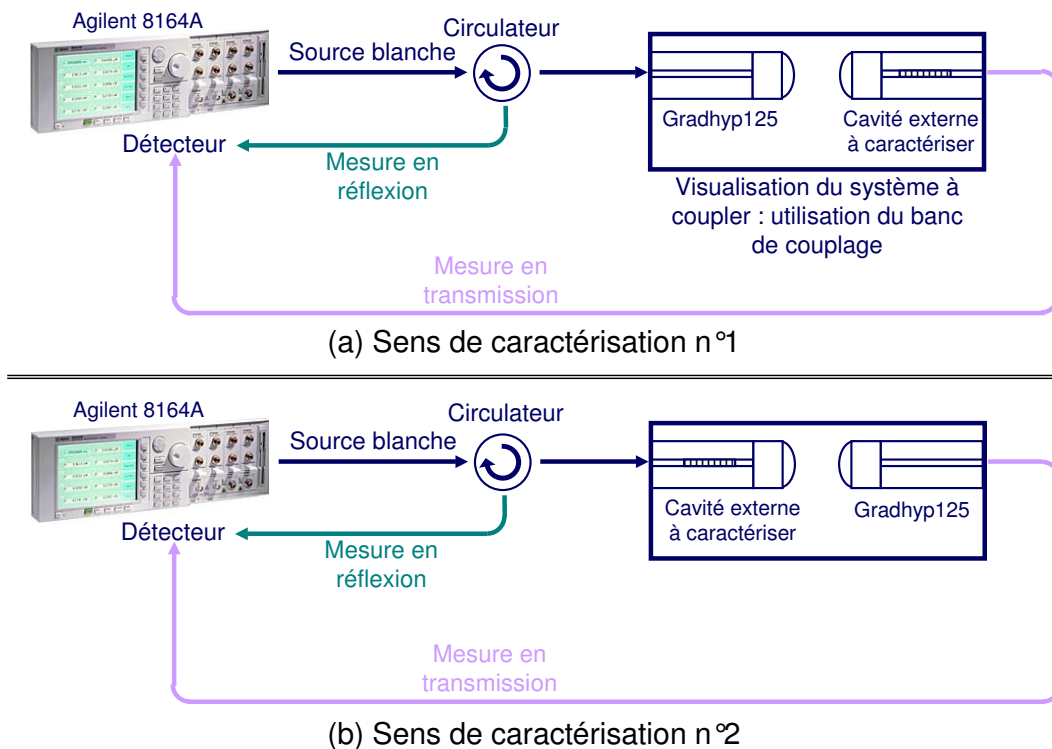 Agilent 8164A
Circulateur
Source blanche
Gradhyp125
Cavité externe
à caractériser
Détecteur
Mesure en
réflexion
Visualisation du système à
coupler : utilisation du banc
de couplage
Mesure en
transmission
(a) Sens de caractérisation n°1
Agilent 8164A
Circulateur
Source blanche
Cavité externe
à caractériser
Gradhyp125
Détecteur
Mesure en
réflexion
Mesure en
transmission
(b) Sens de caractérisation n°2